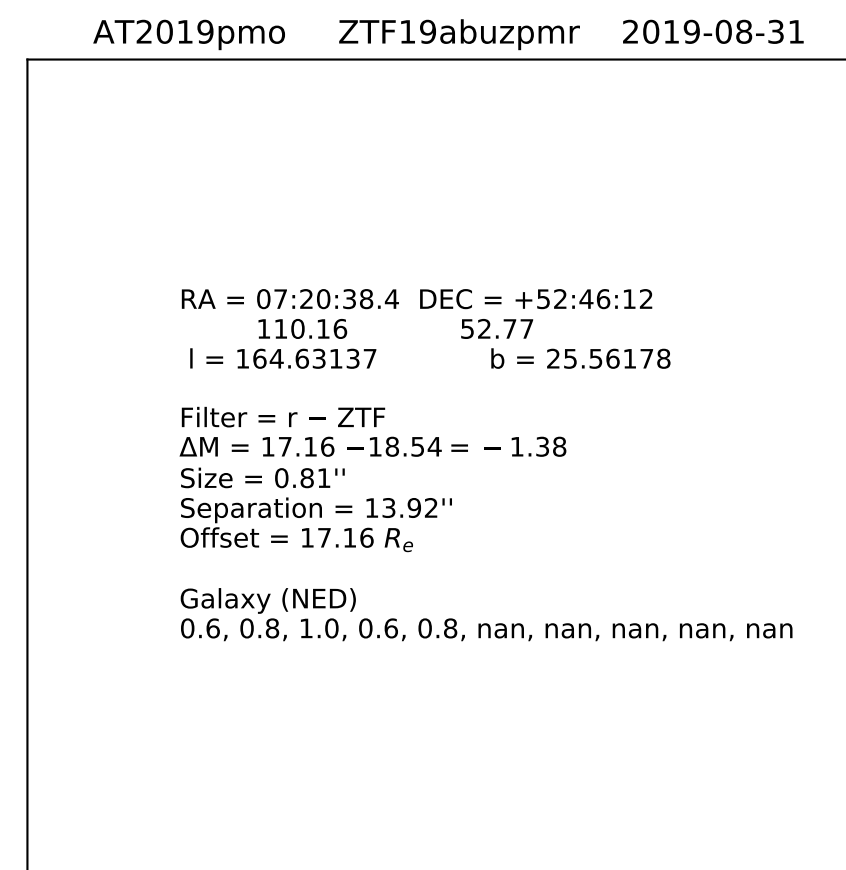 AT2019pmo ZTF19abuzpmr 2019-08-31
RA = 07:20:38.4 DEC = +52:46:12
110.16 52.77
l = 164.63137 b = 25.56178
Filter = r − ZTF
ΔM = 17.16 −18.54 = − 1.38
Size = 0.81''
Separation = 13.92''
Offset = 17.16 Rₑ
Galaxy (NED)
0.6, 0.8, 1.0, 0.6, 0.8, nan, nan, nan, nan, nan